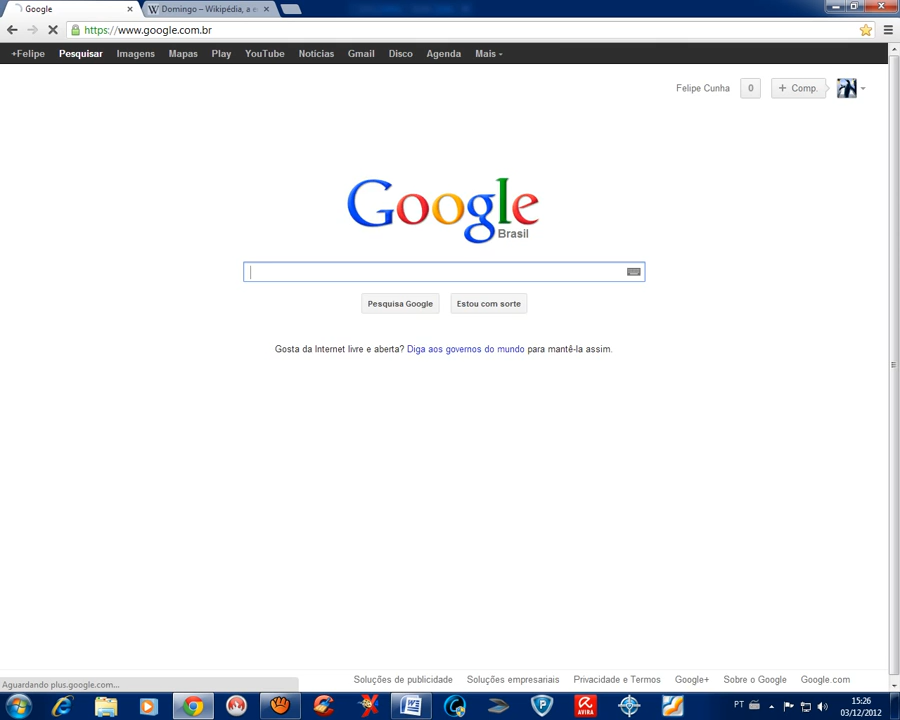 Google
Domingo – Wikipédia, a e
https://www.google.com.br
+Felipe Pesquisar Imagens Mapas Play YouTube Notícias Gmail Disco Agenda Mais
Felipe Cunha 0 + Comp.
Google
Brasil
Pesquisa Google Estou com sorte
Gosta da Internet livre e aberta? Diga aos governos do mundo para mantê-la assim.
Aguardando plus.google.com...
Soluções de publicidade Soluções empresariais Privacidade e Termos Google+ Sobre o Google Google.com
AVIRA
PT
15:26
03/12/2012